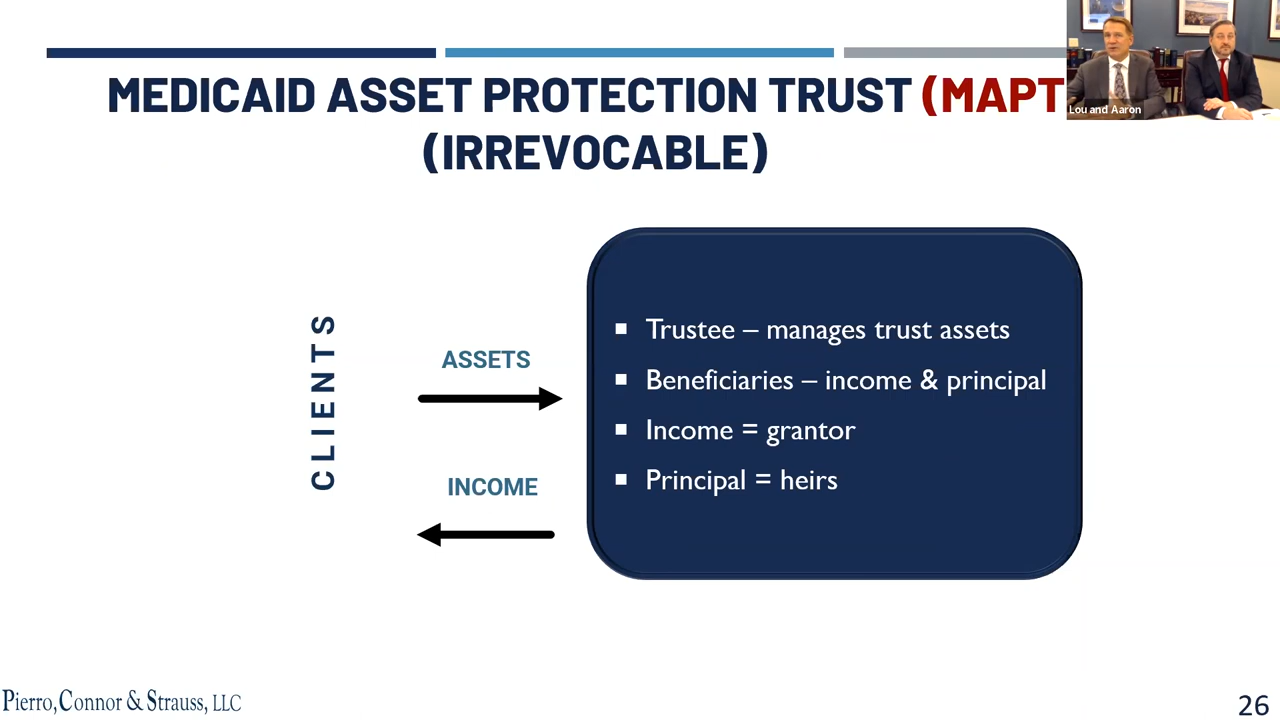 MEDICAID ASSET PROTECTION TRUST (MAPT
(IRREVOCABLE)
Lou and Aaron
CLIENTS
ASSETS
INCOME
▪ Trustee – manages trust assets
▪ Beneficiaries – income & principal
▪ Income = grantor
▪ Principal = heirs
Pierro, Connor & Strauss, LLC
26